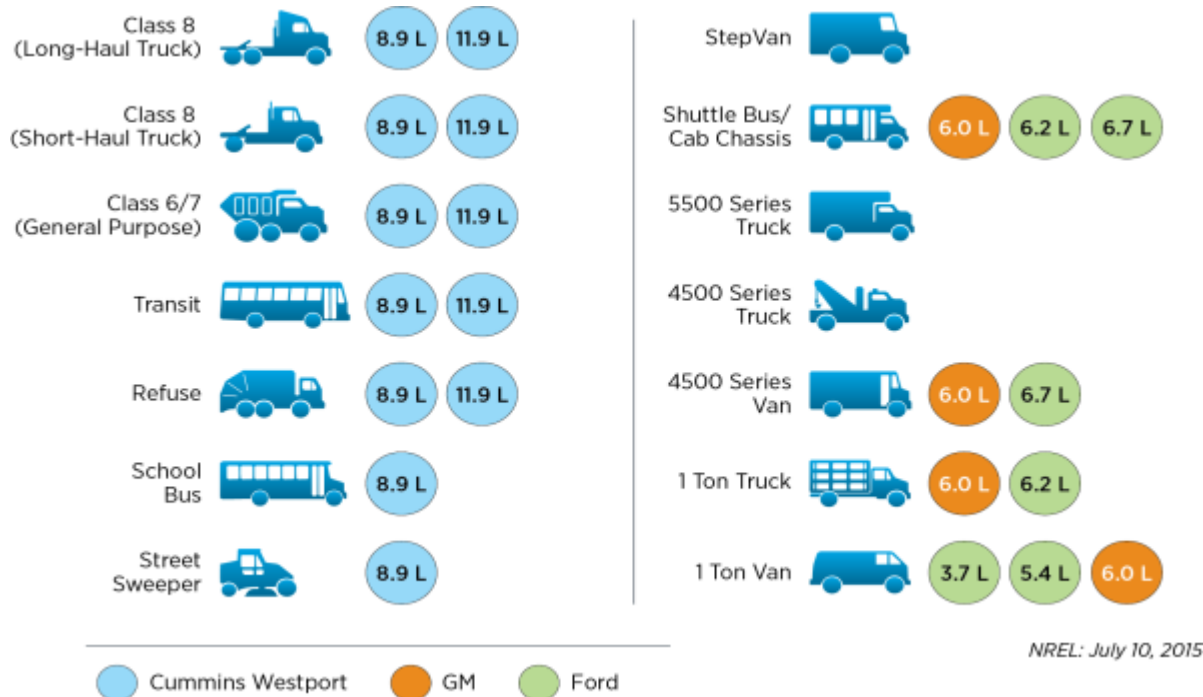 Class 8
(Long-Haul Truck)
8.9 L
11.9 L
Class 8
(Short-Haul Truck)
8.9 L
11.9 L
Class 6/7
(General Purpose)
8.9 L
11.9 L
Transit
8.9 L
11.9 L
Refuse
8.9 L
11.9 L
School
Bus
8.9 L
Street
Sweeper
8.9 L
StepVan
Shuttle Bus/
Cab Chassis
6.0 L
6.2 L
6.7 L
5500 Series
Truck
4500 Series
Truck
4500 Series
Van
6.0 L
6.7 L
1 Ton Truck
6.0 L
6.2 L
1 Ton Van
3.7 L
5.4 L
6.0 L
NREL: July 10, 2015
Cummins Westport
GM
Ford